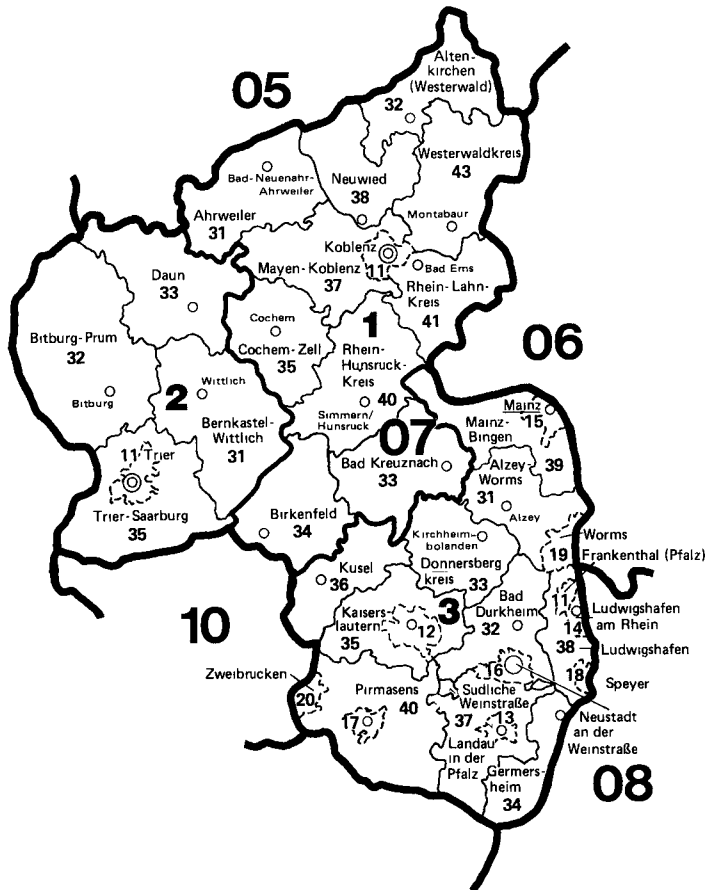 Alten-
kirchen
(Westerwald)
32
05
Westerwaldkreis
43
Bad-Neuenahr-
Ahrweiler
Neuwied
38
Ahrweiler
31
Montabaur
Koblenz
11
Mayen-Koblenz
37
Bad Ems
Rhein-Lahn-
Kreis
41
Daun
33
Cochem
Cochem-Zell
35
1
Rhein-
Hunsruck-
Kreis
40
Simmern/
Hunsruck
06
Bitburg-Prum
32
Bitburg
2
Wittlich
Bernkastel-
Wittlich
31
Mainz
15
Mainz-
Bingen
39
07
Bad Kreuznach
33
Alzey-
Worms
31
Alzey
11 Trier
Trier-Saarburg
35
Birkenfeld
34
Kirchheim-
bolanden
Donnersberg
kreis
33
Worms
19
Frankenthal (Pfalz)
11
Kusel
36
10
Kaisers
lautern
35
12
3
Bad
Durkheim
32
Ludwigshafen
am Rhein
14
38
Ludwigshafen
18
Speyer
Zweibrucken
20
Pirmasens
40
17
16
Sudliche
Weinstraße
37
13
Landau
in der
Pfalz
Neustadt
an der
Weinstraße
Germers-
heim
34
08